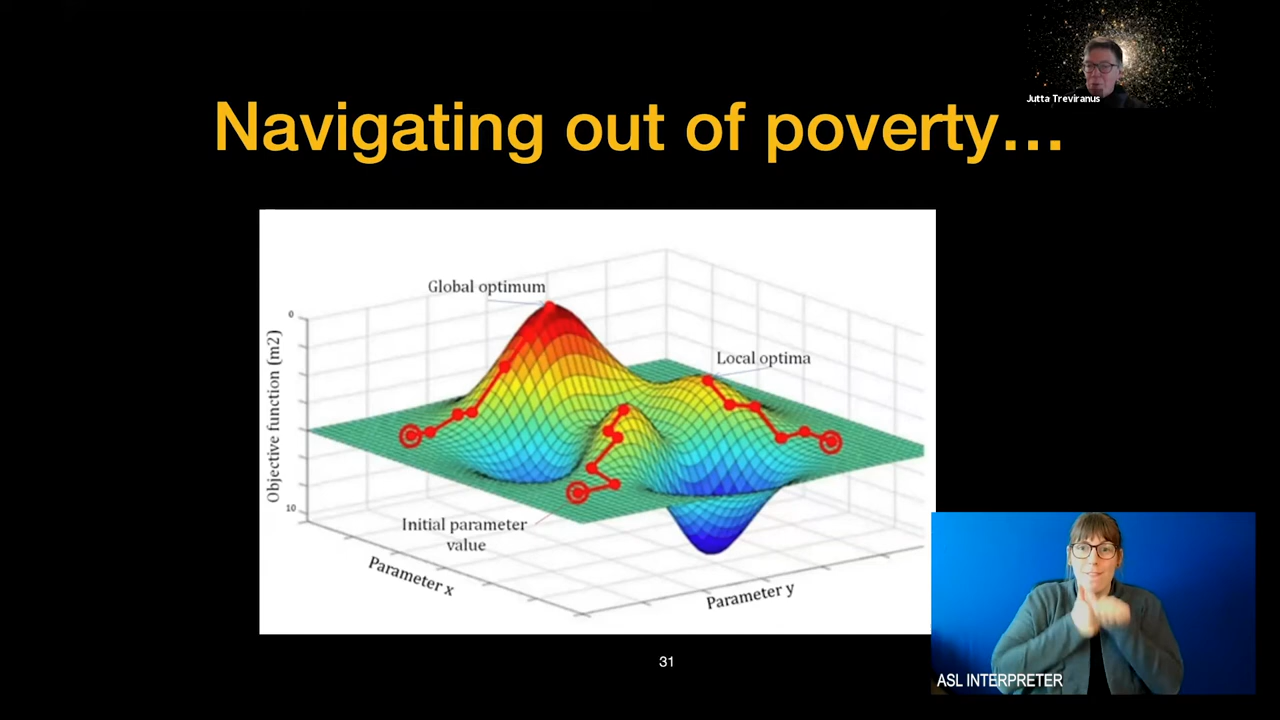 Jutta Treviranus
Navigating out of poverty...
Global optimum
0
Local optima
Objective function (m2)
10
Initial parameter
value
Parameter x
Parameter y
31
ASL INTERPRETER